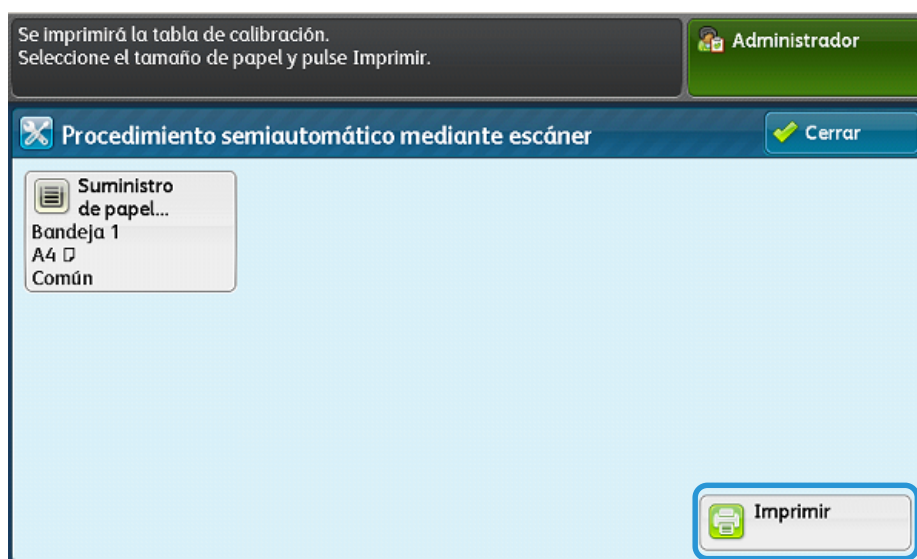 Se imprimirá la tabla de calibración.
Seleccione el tamaño de papel y pulse Imprimir.
Administrador
Procedimiento semiautomático mediante escáner
Cerrar
Suministro
de papel...
Bandeja 1
A4
Común
Imprimir